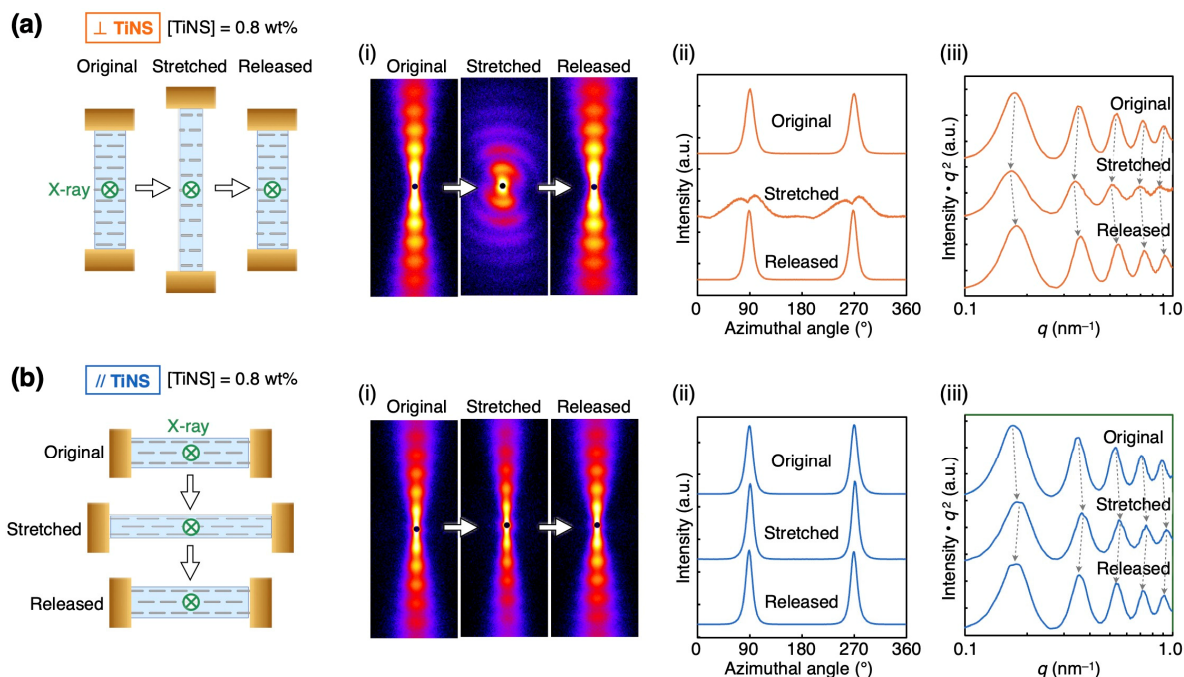 (a)
⊥ TiNS [TiNS] = 0.8 wt%
Original Stretched Released
X-ray
(i)
Original Stretched Released
(ii)
Intensity (a.u.)
Original
Stretched
Released
0 90 180 270 360
Azimuthal angle (°)
(iii)
Intensity • q² (a.u.)
Original
Stretched
Released
0.1 1.0
q (nm⁻¹)
(b)
// TiNS [TiNS] = 0.8 wt%
X-ray
Original
Stretched
Released
(i)
Original Stretched Released
(ii)
Intensity (a.u.)
Original
Stretched
Released
0 90 180 270 360
Azimuthal angle (°)
(iii)
Intensity • q² (a.u.)
Original
Stretched
Released
0.1 1.0
q (nm⁻¹)